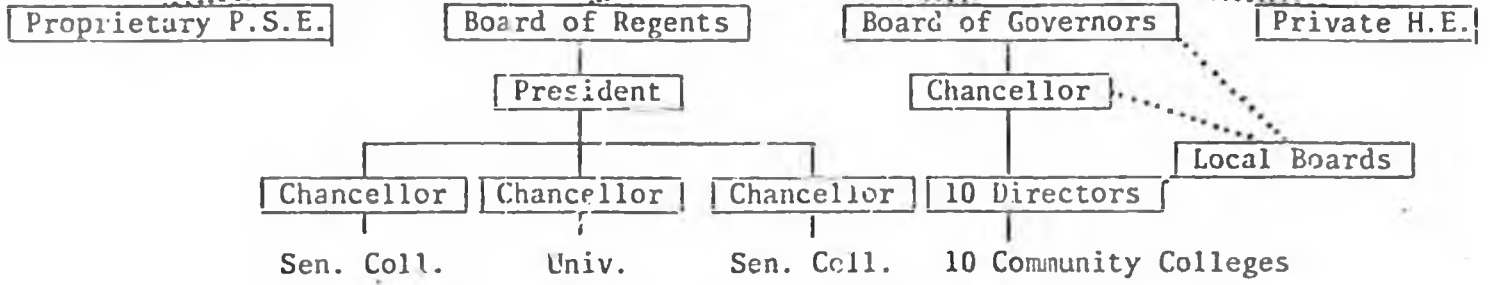 Proprietary P.S.E. Board of Regents Board of Governors Private H.E.
President Chancellor
Local Boards
Chancellor Chancellor Chancellor 10 Directors
Sen. Coll. Univ. Sen. Coll. 10 Community Colleges